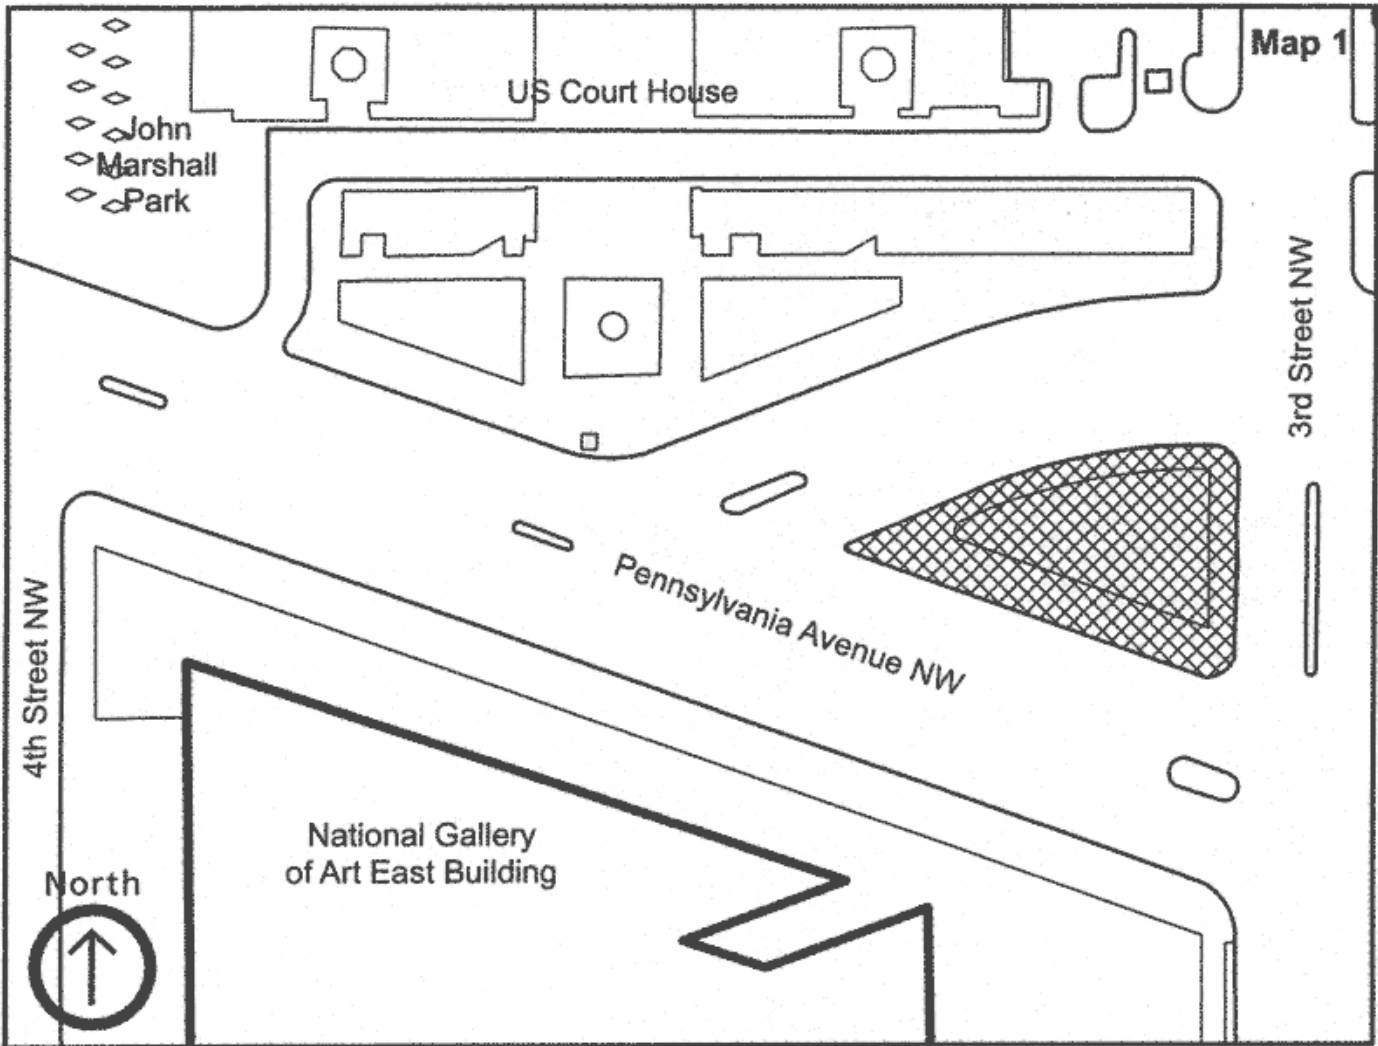 Map 1
US Court House
John
Marshall
Park
3rd Street NW
Pennsylvania Avenue NW
4th Street NW
National Gallery
of Art East Building
North